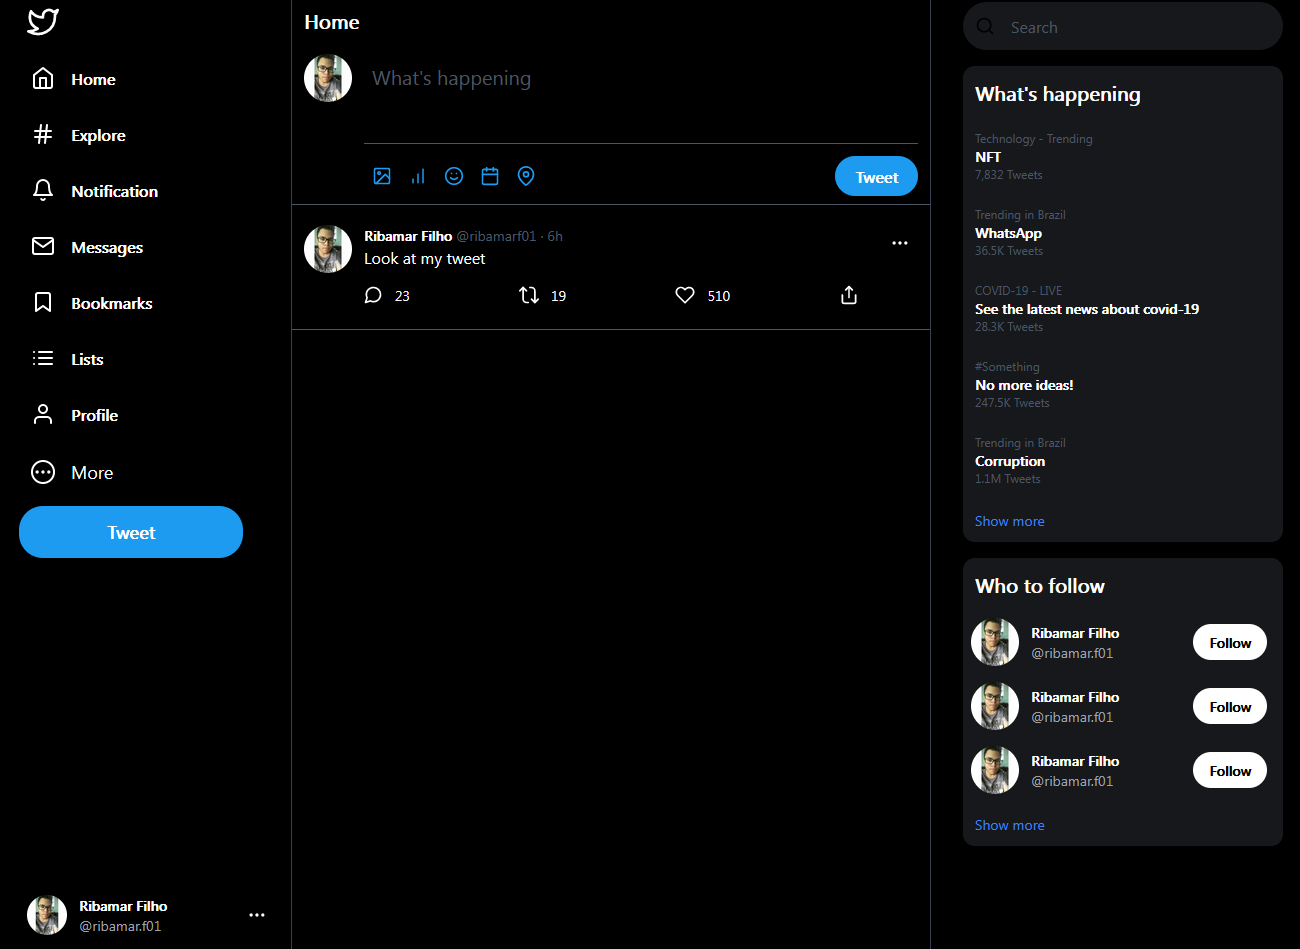 Home
Explore
Notification
Messages
Bookmarks
Lists
Profile
More
Tweet
Ribamar Filho
@ribamar.f01
Home
What's happening
Tweet
Ribamar Filho @ribamarf01 · 6h
Look at my tweet
23 19 510
Search
What's happening
Technology - Trending
NFT
7,832 Tweets
Trending in Brazil
WhatsApp
36.5K Tweets
COVID-19 - LIVE
See the latest news about covid-19
28.3K Tweets
#Something
No more ideas!
247.5K Tweets
Trending in Brazil
Corruption
1.1M Tweets
Show more
Who to follow
Ribamar Filho
@ribamar.f01
Follow
Ribamar Filho
@ribamar.f01
Follow
Ribamar Filho
@ribamar.f01
Follow
Show more